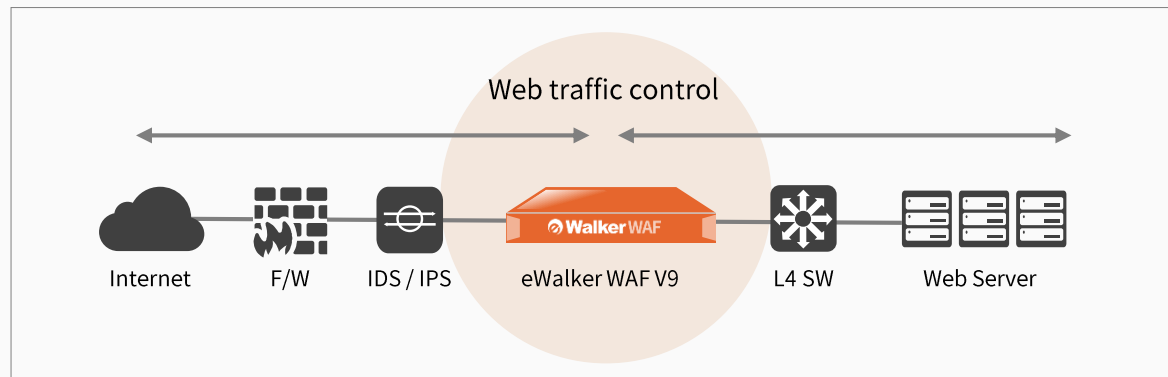 Web traffic control
Walker WAF
Internet
F/W
IDS / IPS
eWalker WAF V9
L4 SW
Web Server